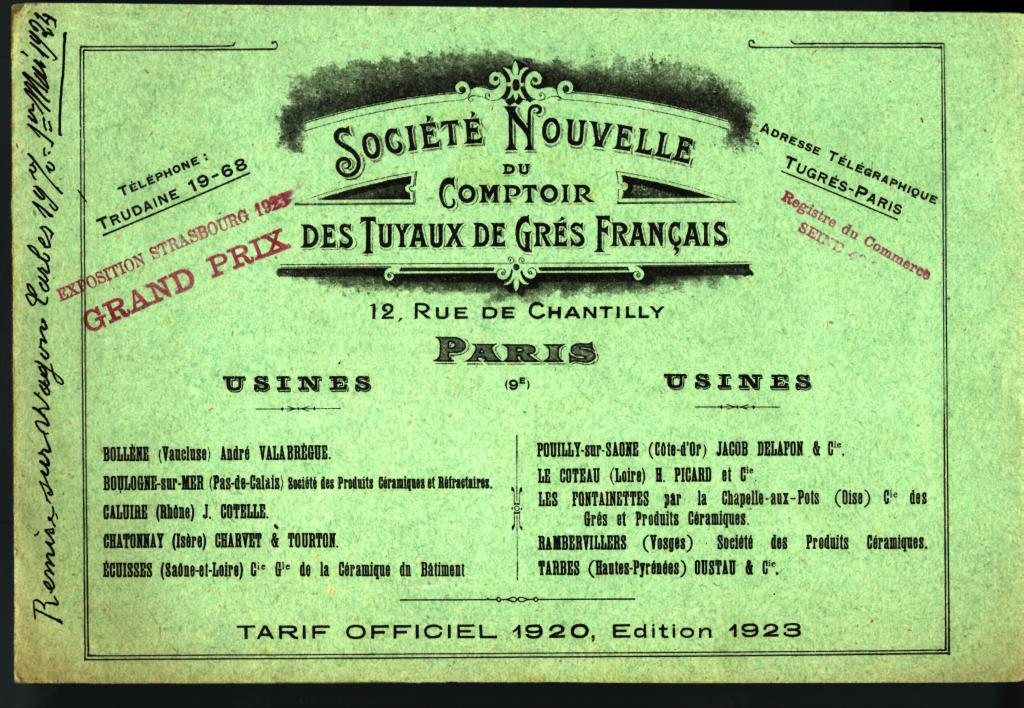 Remise sur wagon Tarbes 19 % - 1er Mai 192
TÉLÉPHONE :
TRUDAINE 19-68
EXPOSITION STRASBOURG 1923
GRAND PRIX
SOCIÉTÉ NOUVELLE
DU
COMPTOIR
DES TUYAUX DE GRÉS FRANÇAIS
ADRESSE TÉLÉGRAPHIQUE
TUGRÉS-PARIS
Registre du Commerce
12, RUE DE CHANTILLY
PARIS
(9E)
USINES
BOLLÈNE (Vaucluse) André VALABRÈGUE.
BOULOGNE-sur-MER (Pas-de-Calais) Société des Produits Céramiques et Réfractaires.
CALUIRE (Rhône) J. COTELLE.
CHATONNAY (Isère) CHARVET & TOURTON.
ÉCUISSES (Saône-et-Loire) Cie Gle de la Céramique du Bâtiment
USINES
POUILLY-sur-SAONE (Côte-d'Or) JACOB DELAFON & Cie.
LE COTEAU (Loire) H. PICARD et Cie
LES FONTAINETTES par la Chapelle-aux-Pots (Oise) Cie des
Grés et Produits Céramiques.
RAMBERVILLERS (Vosges) Société des Produits Céramiques.
TARBES (Hautes-Pyrénées) OUSTAU & Cie.
TARIF OFFICIEL 1920, Edition 1923